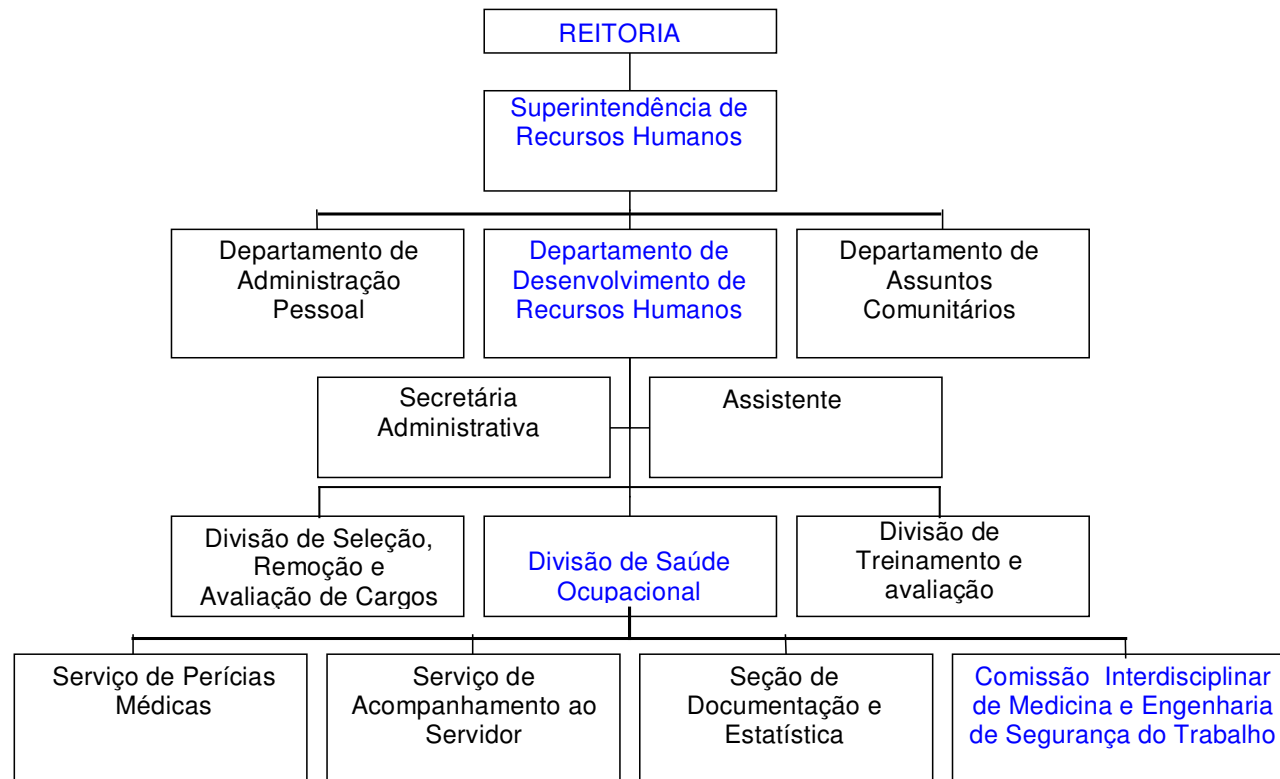 REITORIA
Superintendência de
Recursos Humanos
Departamento de
Administração
Pessoal
Departamento de
Desenvolvimento de
Recursos Humanos
Departamento de
Assuntos
Comunitários
Secretária
Administrativa
Assistente
Divisão de Seleção,
Remoção e
Avaliação de Cargos
Divisão de Saúde
Ocupacional
Divisão de
Treinamento e
avaliação
Serviço de Perícias
Médicas
Serviço de
Acompanhamento ao
Servidor
Seção de
Documentação e
Estatística
Comissão Interdisciplinar
de Medicina e Engenharia
de Segurança do Trabalho